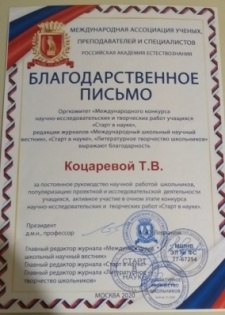 МЕЖДУНАРОДНАЯ АССОЦИАЦИЯ УЧЕНЫХ,
ПРЕПОДАВАТЕЛЕЙ И СПЕЦИАЛИСТОВ
РОССИЙСКАЯ АКАДЕМИЯ ЕСТЕСТВОЗНАНИЯ
БЛАГОДАРСТВЕННОЕ
ПИСЬМО
Оргкомитет «Международного конкурса
научно-исследовательских и творческих работ учащихся
«Старт в науке»,
редакции журналов «Международный школьный научный
вестник», «Старт в науке», «Литературное творчество школьников»
выражают благодарность
Коцаревой Т.В.
за постоянное руководство научной работой школьников,
популяризацию проектной и исследовательской деятельности
учащихся, активное участие в очном этапе конкурса
научно-исследовательских и творческих работ «Старт в науке».
Президент
д.м.н., профессор
Главный редактор журнала «Международный
школьный научный вестник»
Главный редактор журнала «Старт в науке»
Главный редактор журнала «Литературное
творчество школьников»
СТАРТ
НАУКЕ
МОСКВА 2020